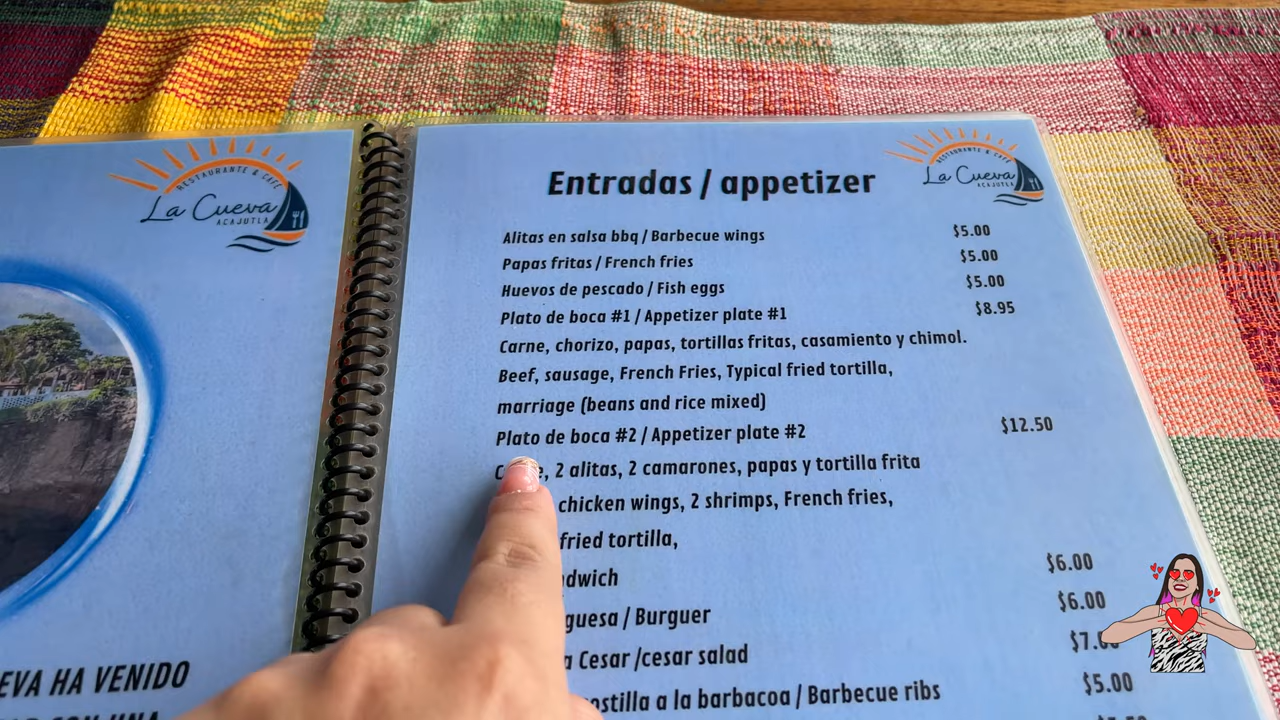 RESTAURANTE & CAFÉ
La Cueva
ACAJUTLA
EVA HA VENIDO
CON UNA
RESTAURANTE & CAFÉ
La Cueva
ACAJUTLA
Entradas / appetizer
Alitas en salsa bbq / Barbecue wings $5.00
Papas fritas / French fries $5.00
Huevos de pescado / Fish eggs $5.00
Plato de boca #1 / Appetizer plate #1 $8.95
Carne, chorizo, papas, tortillas fritas, casamiento y chimol.
Beef, sausage, French Fries, Typical fried tortilla,
marriage (beans and rice mixed)
Plato de boca #2 / Appetizer plate #2 $12.50
2 alitas, 2 camarones, papas y tortilla frita
chicken wings, 2 shrimps, French fries,
fried tortilla,
dwich $6.00
guesa / Burguer $6.00
a Cesar /cesar salad
ostilla a la barbacoa / Barbecue ribs $5.00